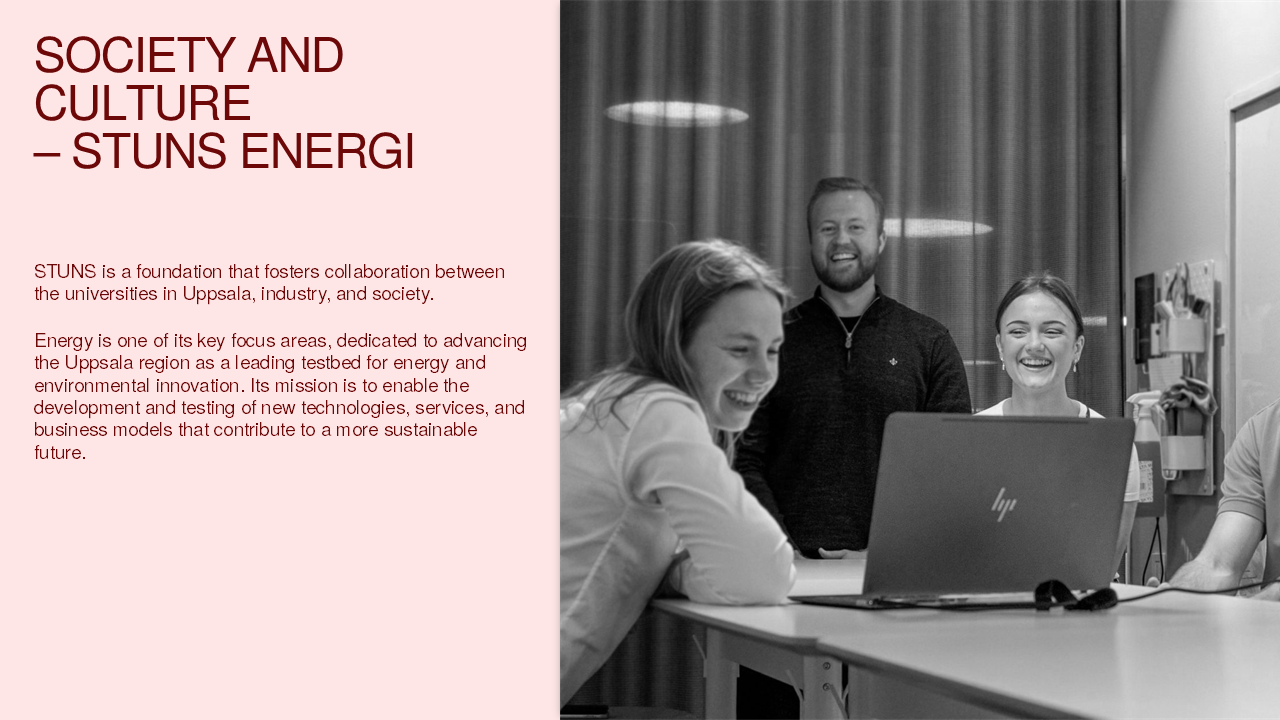 SOCIETY AND
CULTURE
– STUNS ENERGI
STUNS is a foundation that fosters collaboration between
the universities in Uppsala, industry, and society.
Energy is one of its key focus areas, dedicated to advancing
the Uppsala region as a leading testbed for energy and
environmental innovation. Its mission is to enable the
development and testing of new technologies, services, and
business models that contribute to a more sustainable
future.
hp